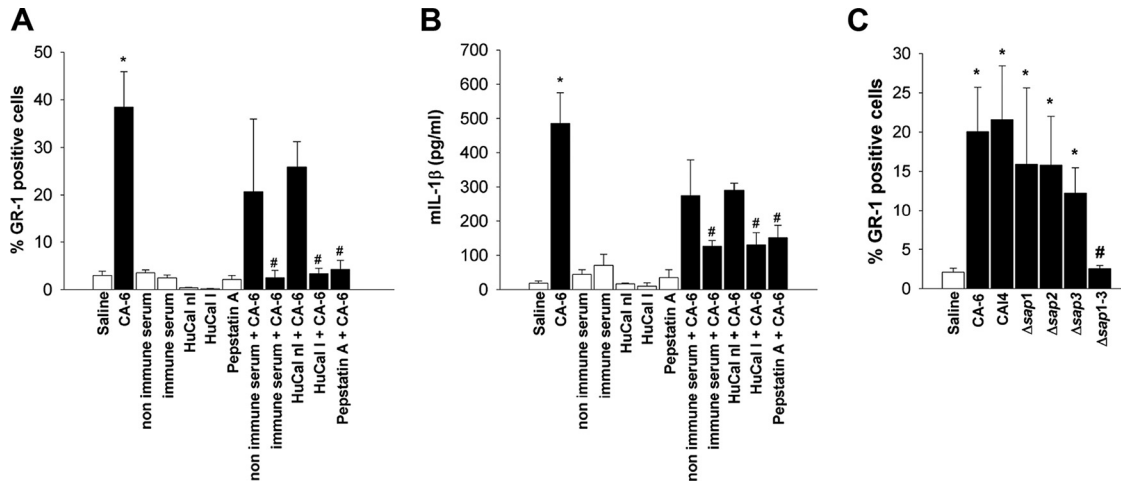 A
% GR-1 positive cells
50
40
30
20
10
0
*
#
#
#
Saline
CA-6
non immune serum
immune serum
HuCal nI
HuCal I
Pepstatin A
non immune serum + CA-6
immune serum + CA-6
HuCal nI + CA-6
HuCal I + CA-6
Pepstatin A + CA-6
B
mIL-1β (pg/ml)
700
600
500
400
300
200
100
0
*
#
#
#
Saline
CA-6
non immune serum
immune serum
HuCal nI
HuCal I
Pepstatin A
non immune serum + CA-6
immune serum + CA-6
HuCal nI + CA-6
HuCal I + CA-6
Pepstatin A + CA-6
C
% GR-1 positive cells
30
25
20
15
10
5
0
*
*
*
*
*
#
Saline
CA-6
CAI4
Δsap1
Δsap2
Δsap3
Δsap1-3